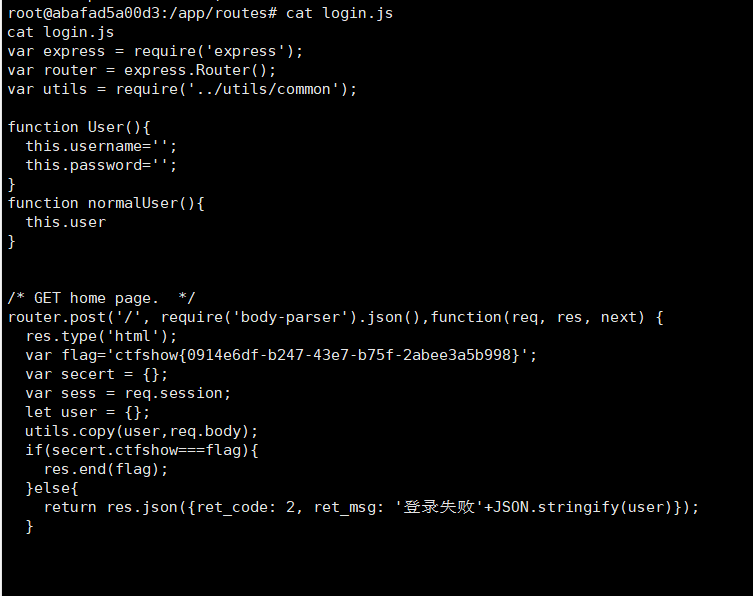 root@abafad5a00d3:/app/routes# cat login.js
cat login.js
var express = require('express');
var router = express.Router();
var utils = require('../utils/common');
function User(){
  this.username='';
  this.password='';
}
function normalUser(){
  this.user
}
/* GET home page.  */
router.post('/', require('body-parser').json(),function(req, res, next) {
  res.type('html');
  var flag='ctfshow{0914e6df-b247-43e7-b75f-2abee3a5b998}';
  var secert = {};
  var sess = req.session;
  let user = {};
  utils.copy(user,req.body);
  if(secert.ctfshow===flag){
    res.end(flag);
  }else{
    return res.json({ret_code: 2, ret_msg: '登录失败'+JSON.stringify(user)});
  }